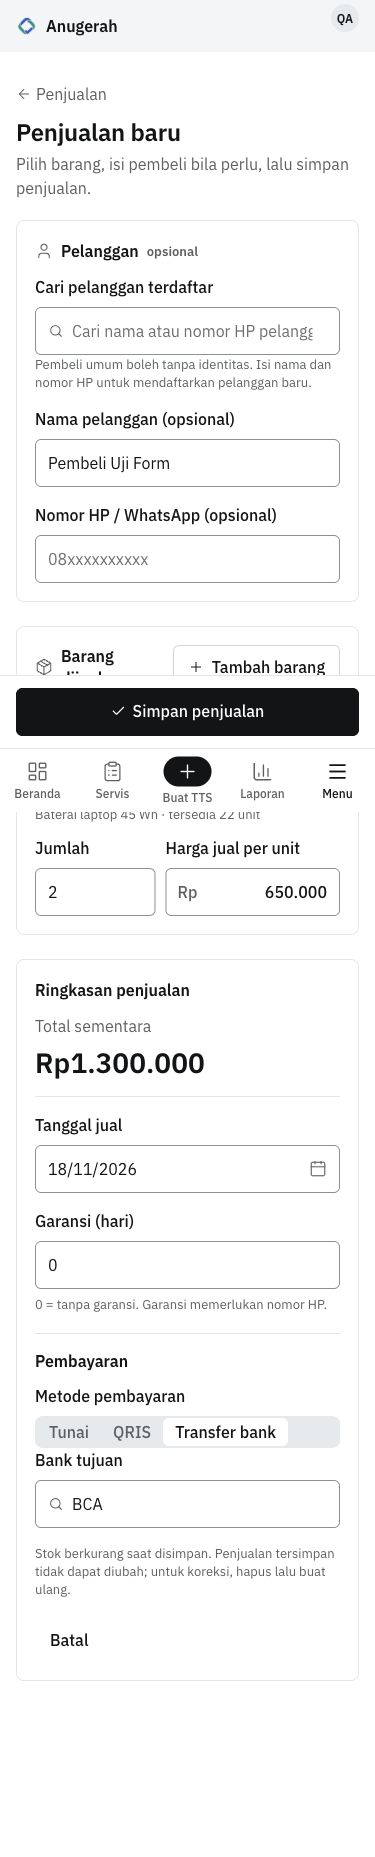 Anugerah
QA
Penjualan
Penjualan baru
Pilih barang, isi pembeli bila perlu, lalu simpan
penjualan.
Pelanggan opsional
Cari pelanggan terdaftar
Cari nama atau nomor HP pelangg
Pembeli umum boleh tanpa identitas. Isi nama dan
nomor HP untuk mendaftarkan pelanggan baru.
Nama pelanggan (opsional)
Pembeli Uji Form
Nomor HP / WhatsApp (opsional)
08xxxxxxxxxx
Barang
Tambah barang
Simpan penjualan
Beranda
Servis
Buat TTS
Laporan
Menu
Baterai laptop 45 Wh · tersedia 22 unit
Jumlah
Harga jual per unit
2
Rp 650.000
Ringkasan penjualan
Total sementara
Rp1.300.000
Tanggal jual
18/11/2026
Garansi (hari)
0
0 = tanpa garansi. Garansi memerlukan nomor HP.
Pembayaran
Metode pembayaran
Tunai QRIS Transfer bank
Bank tujuan
BCA
Stok berkurang saat disimpan. Penjualan tersimpan
tidak dapat diubah; untuk koreksi, hapus lalu buat
ulang.
Batal